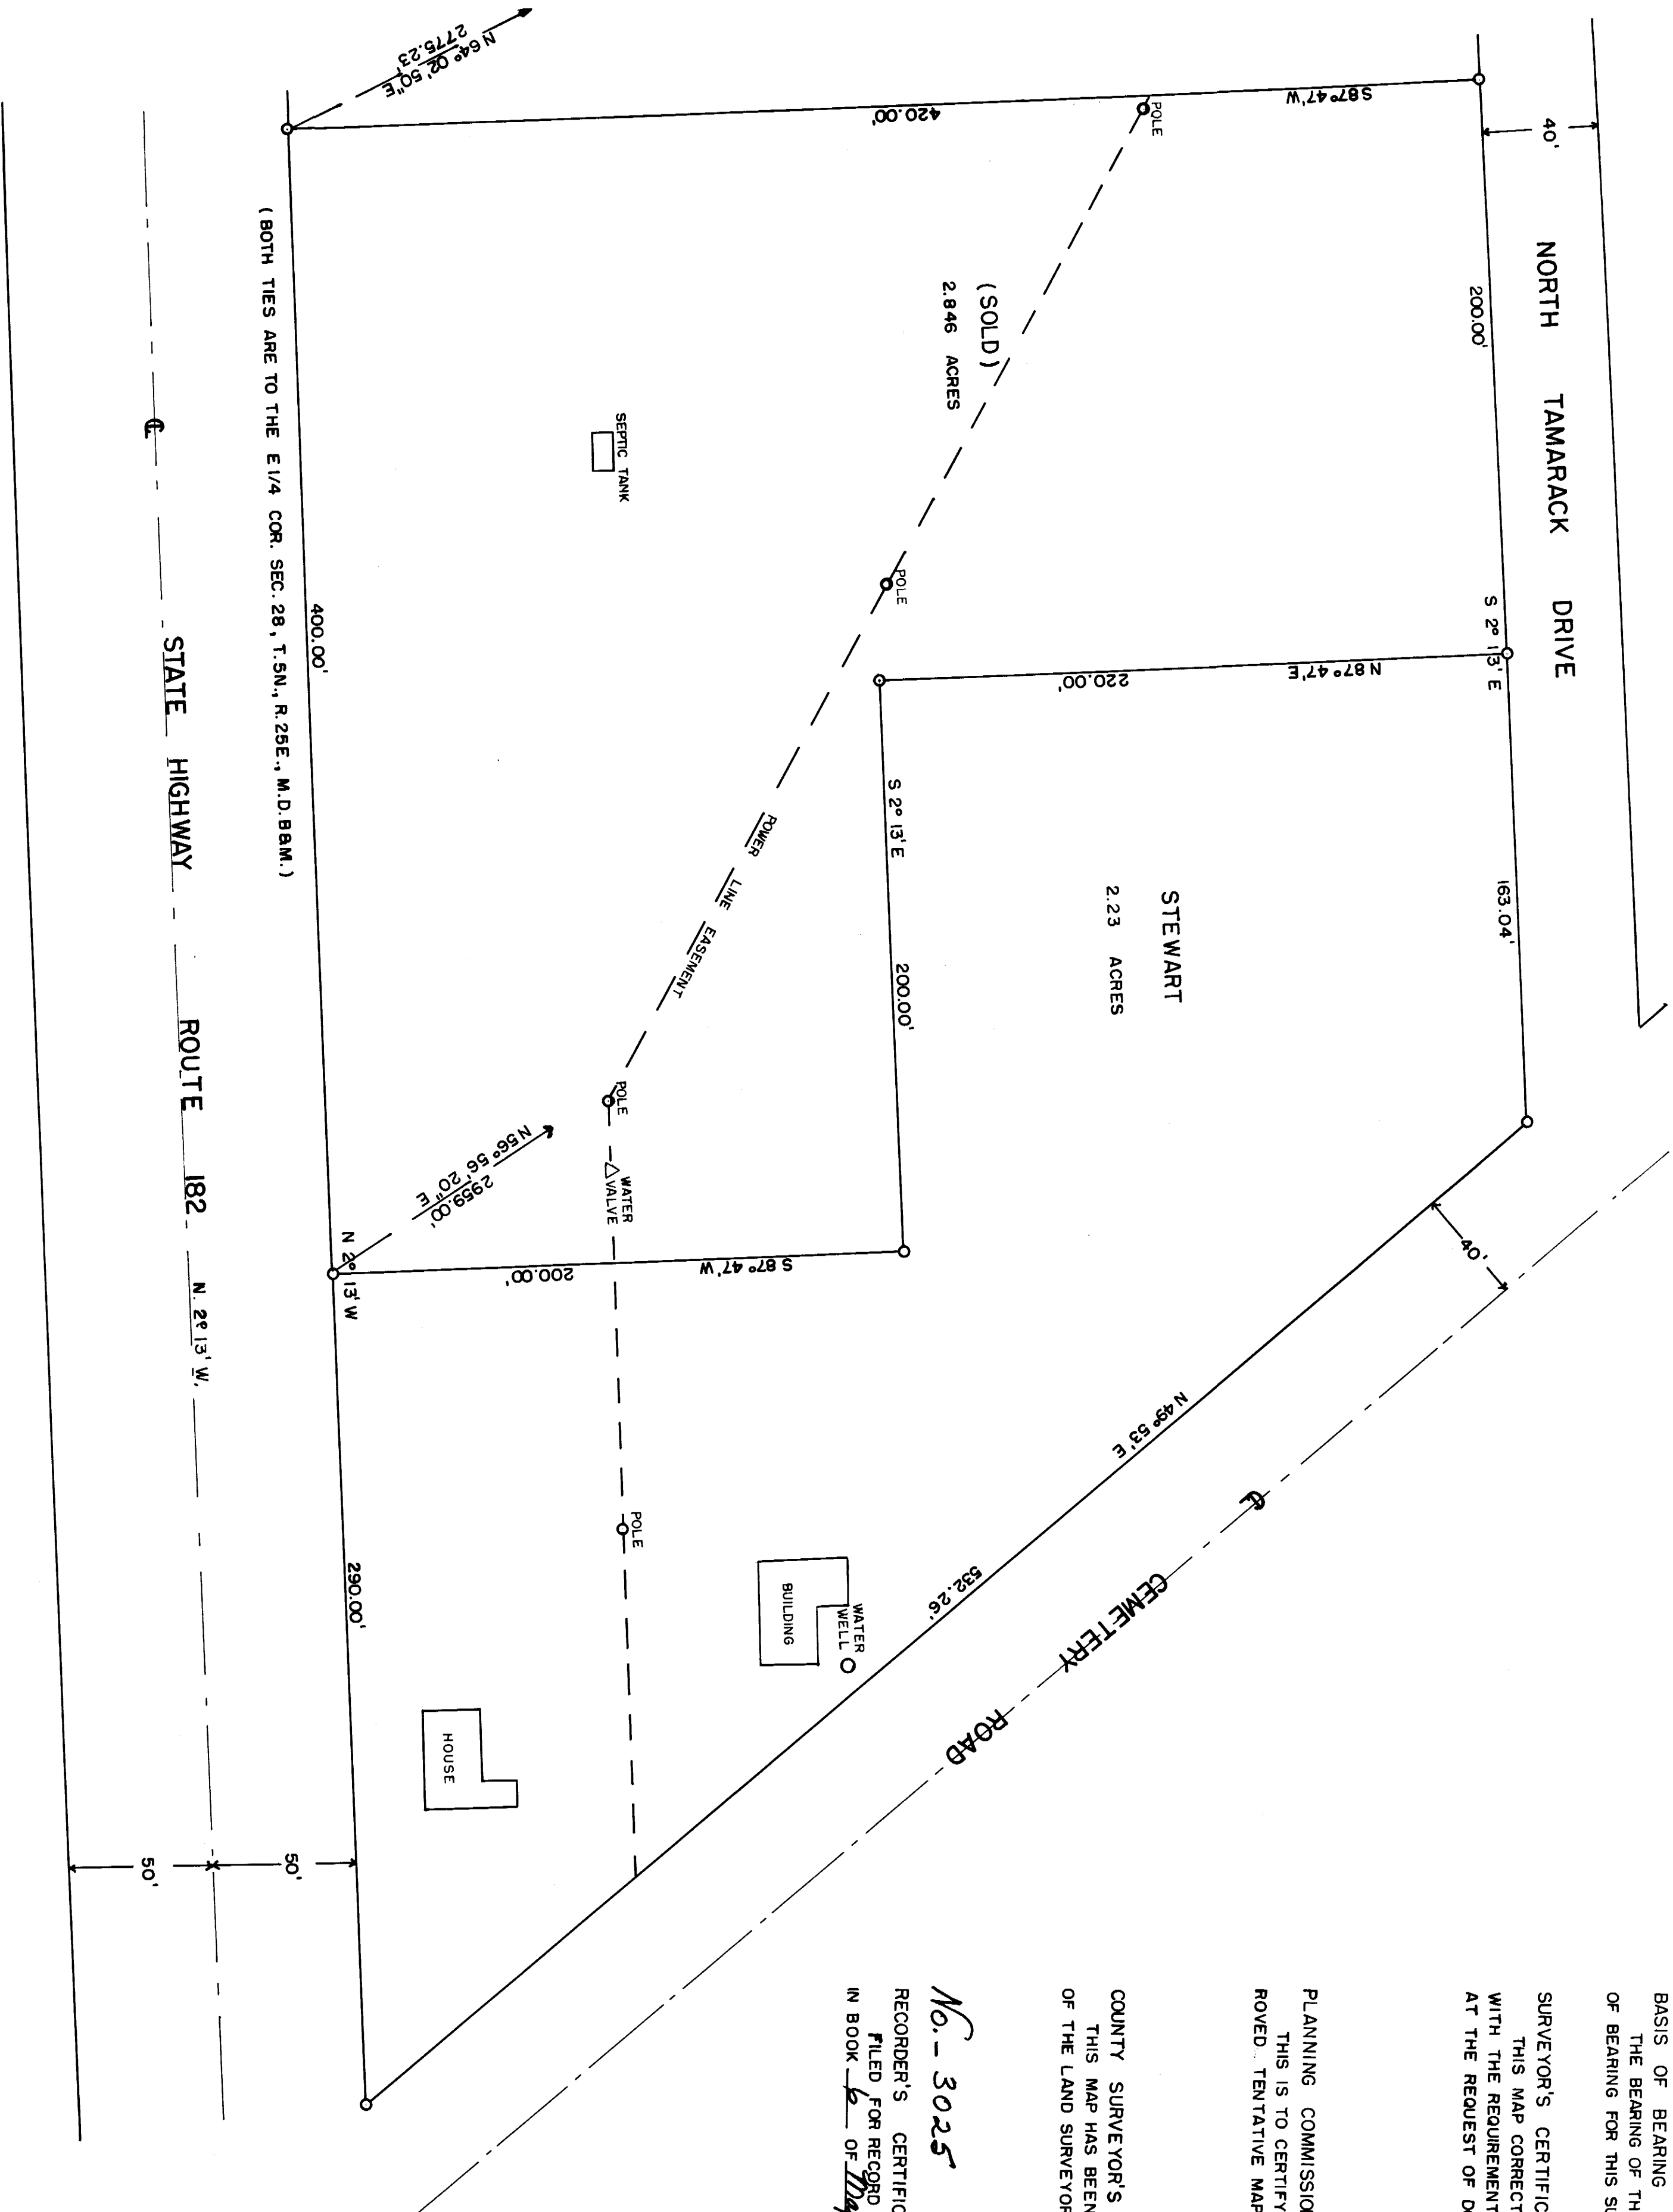 NORTH TAMARACK DRIVE
40'
200.00'
S 2° 13' E
163.04'
S87°47'W
420.00'
POLE
(SOLD)
2.846 ACRES
SEPTIC TANK
POLE
N87°47'E
220.00'
STEWART
2.23 ACRES
S 2° 13' E
200.00'
POWER LINE EASEMENT
POLE
WATER
VALVE
S 87° 47' W
200.00'
N56° 56' 20" E
2959.00'
N 64° 02' 50" E
2775.23'
400.00'
N 2° 13' W
290.00'
(BOTH TIES ARE TO THE E 1/4 COR. SEC. 28, T. 5N., R. 25E., M.D.B&M.)
℄ STATE HIGHWAY ROUTE 182 N. 2° 13' W.
50'
50'
POLE
BUILDING
WATER
WELL
HOUSE
N 49° 53' E
532.26'
40'
℄ CEMETERY ROAD
BASIS OF BEARING
THE BEARING OF TH
OF BEARING FOR THIS SU
SURVEYOR'S CERTIFIC
THIS MAP CORRECT
WITH THE REQUIREMENT
AT THE REQUEST OF D
PLANNING COMMISSIO
THIS IS TO CERTIFY
ROVED TENTATIVE MAP
COUNTY SURVEYOR'S
THIS MAP HAS BEEN
OF THE LAND SURVEYOR
No. - 3025
RECORDER'S CERTIFIC
FILED FOR RECORD
IN BOOK 6 OF Map